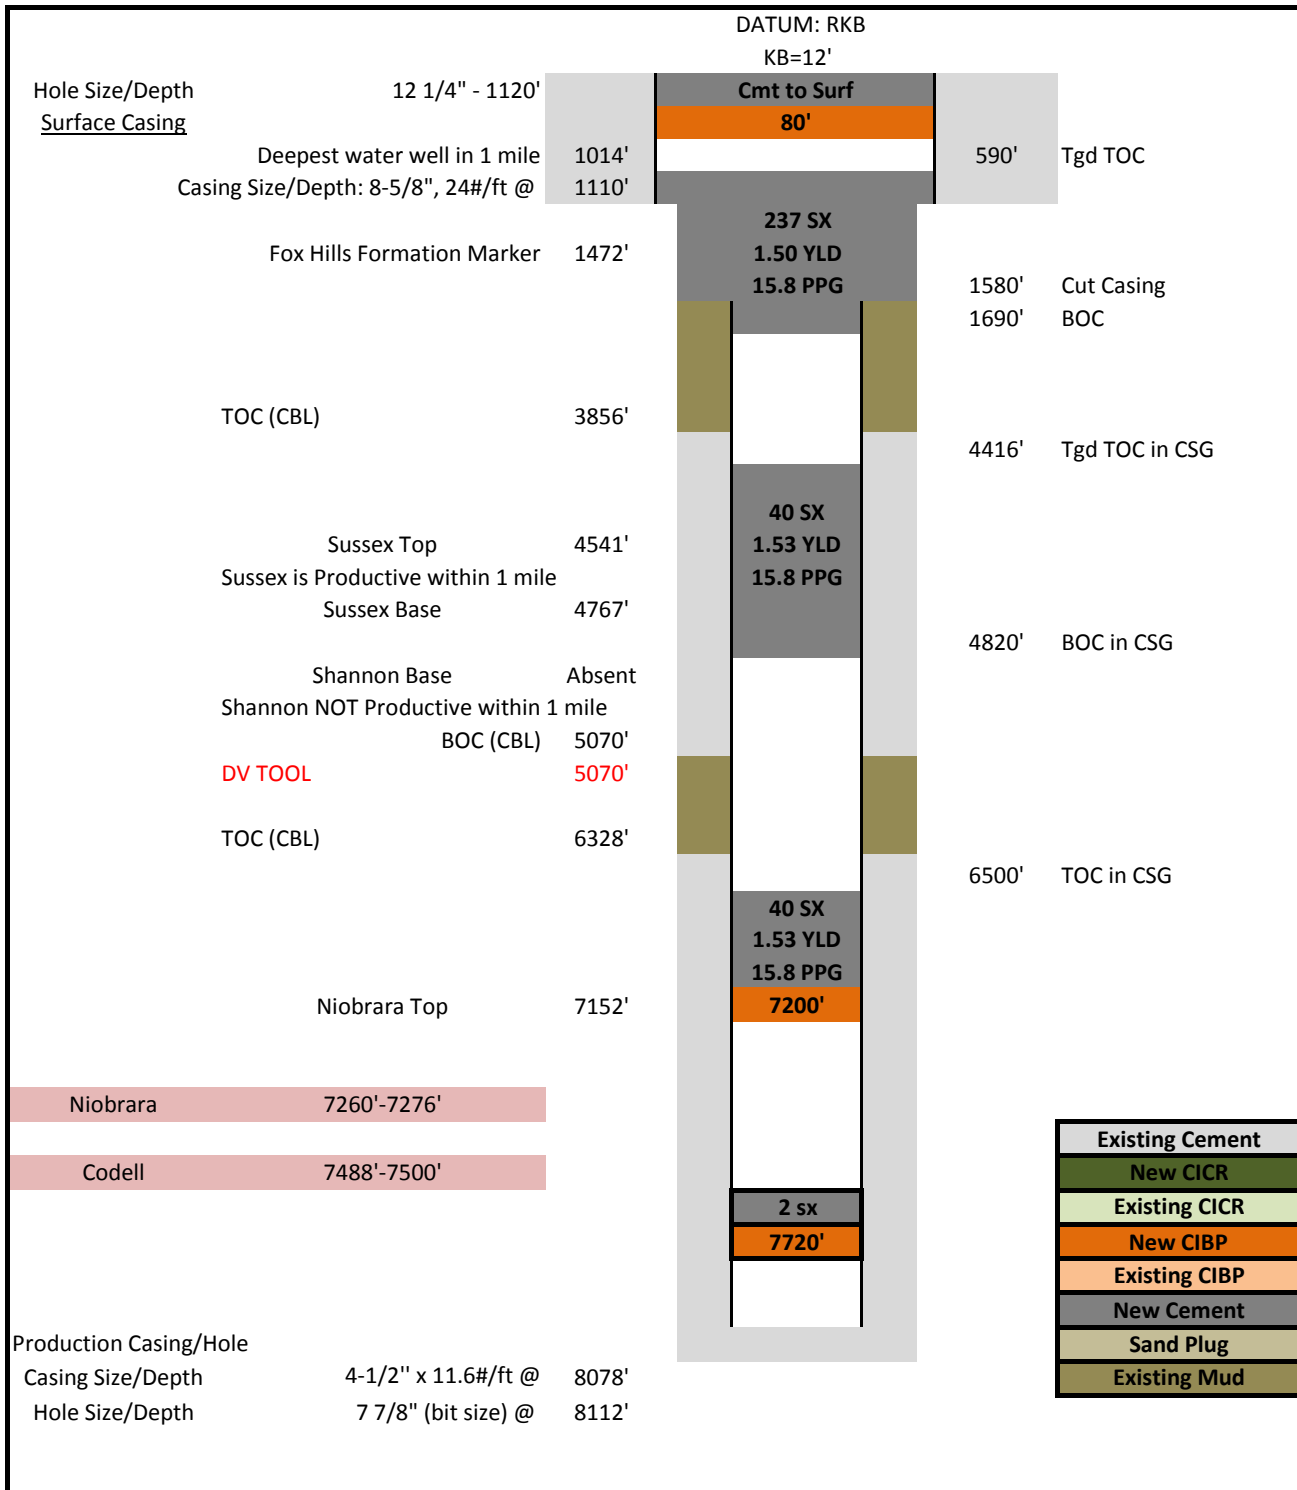 DATUM: RKB
KB=12'
Hole Size/Depth 12 1/4" - 1120' Cmt to Surf
Surface Casing 80'
Deepest water well in 1 mile 1014' 590' Tgd TOC
Casing Size/Depth: 8-5/8", 24#/ft @ 1110'
237 SX
Fox Hills Formation Marker 1472' 1.50 YLD
15.8 PPG 1580' Cut Casing
1690' BOC
TOC (CBL) 3856'
4416' Tgd TOC in CSG
40 SX
Sussex Top 4541' 1.53 YLD
Sussex is Productive within 1 mile 15.8 PPG
Sussex Base 4767'
4820' BOC in CSG
Shannon Base Absent
Shannon NOT Productive within 1 mile
BOC (CBL) 5070'
DV TOOL 5070'
TOC (CBL) 6328'
6500' TOC in CSG
40 SX
1.53 YLD
15.8 PPG
Niobrara Top 7152' 7200'
Niobrara 7260'-7276'
Existing Cement
Codell 7488'-7500' New CICR
2 sx Existing CICR
7720' New CIBP
Existing CIBP
New Cement
Production Casing/Hole Sand Plug
Casing Size/Depth 4-1/2'' x 11.6#/ft @ 8078' Existing Mud
Hole Size/Depth 7 7/8" (bit size) @ 8112'